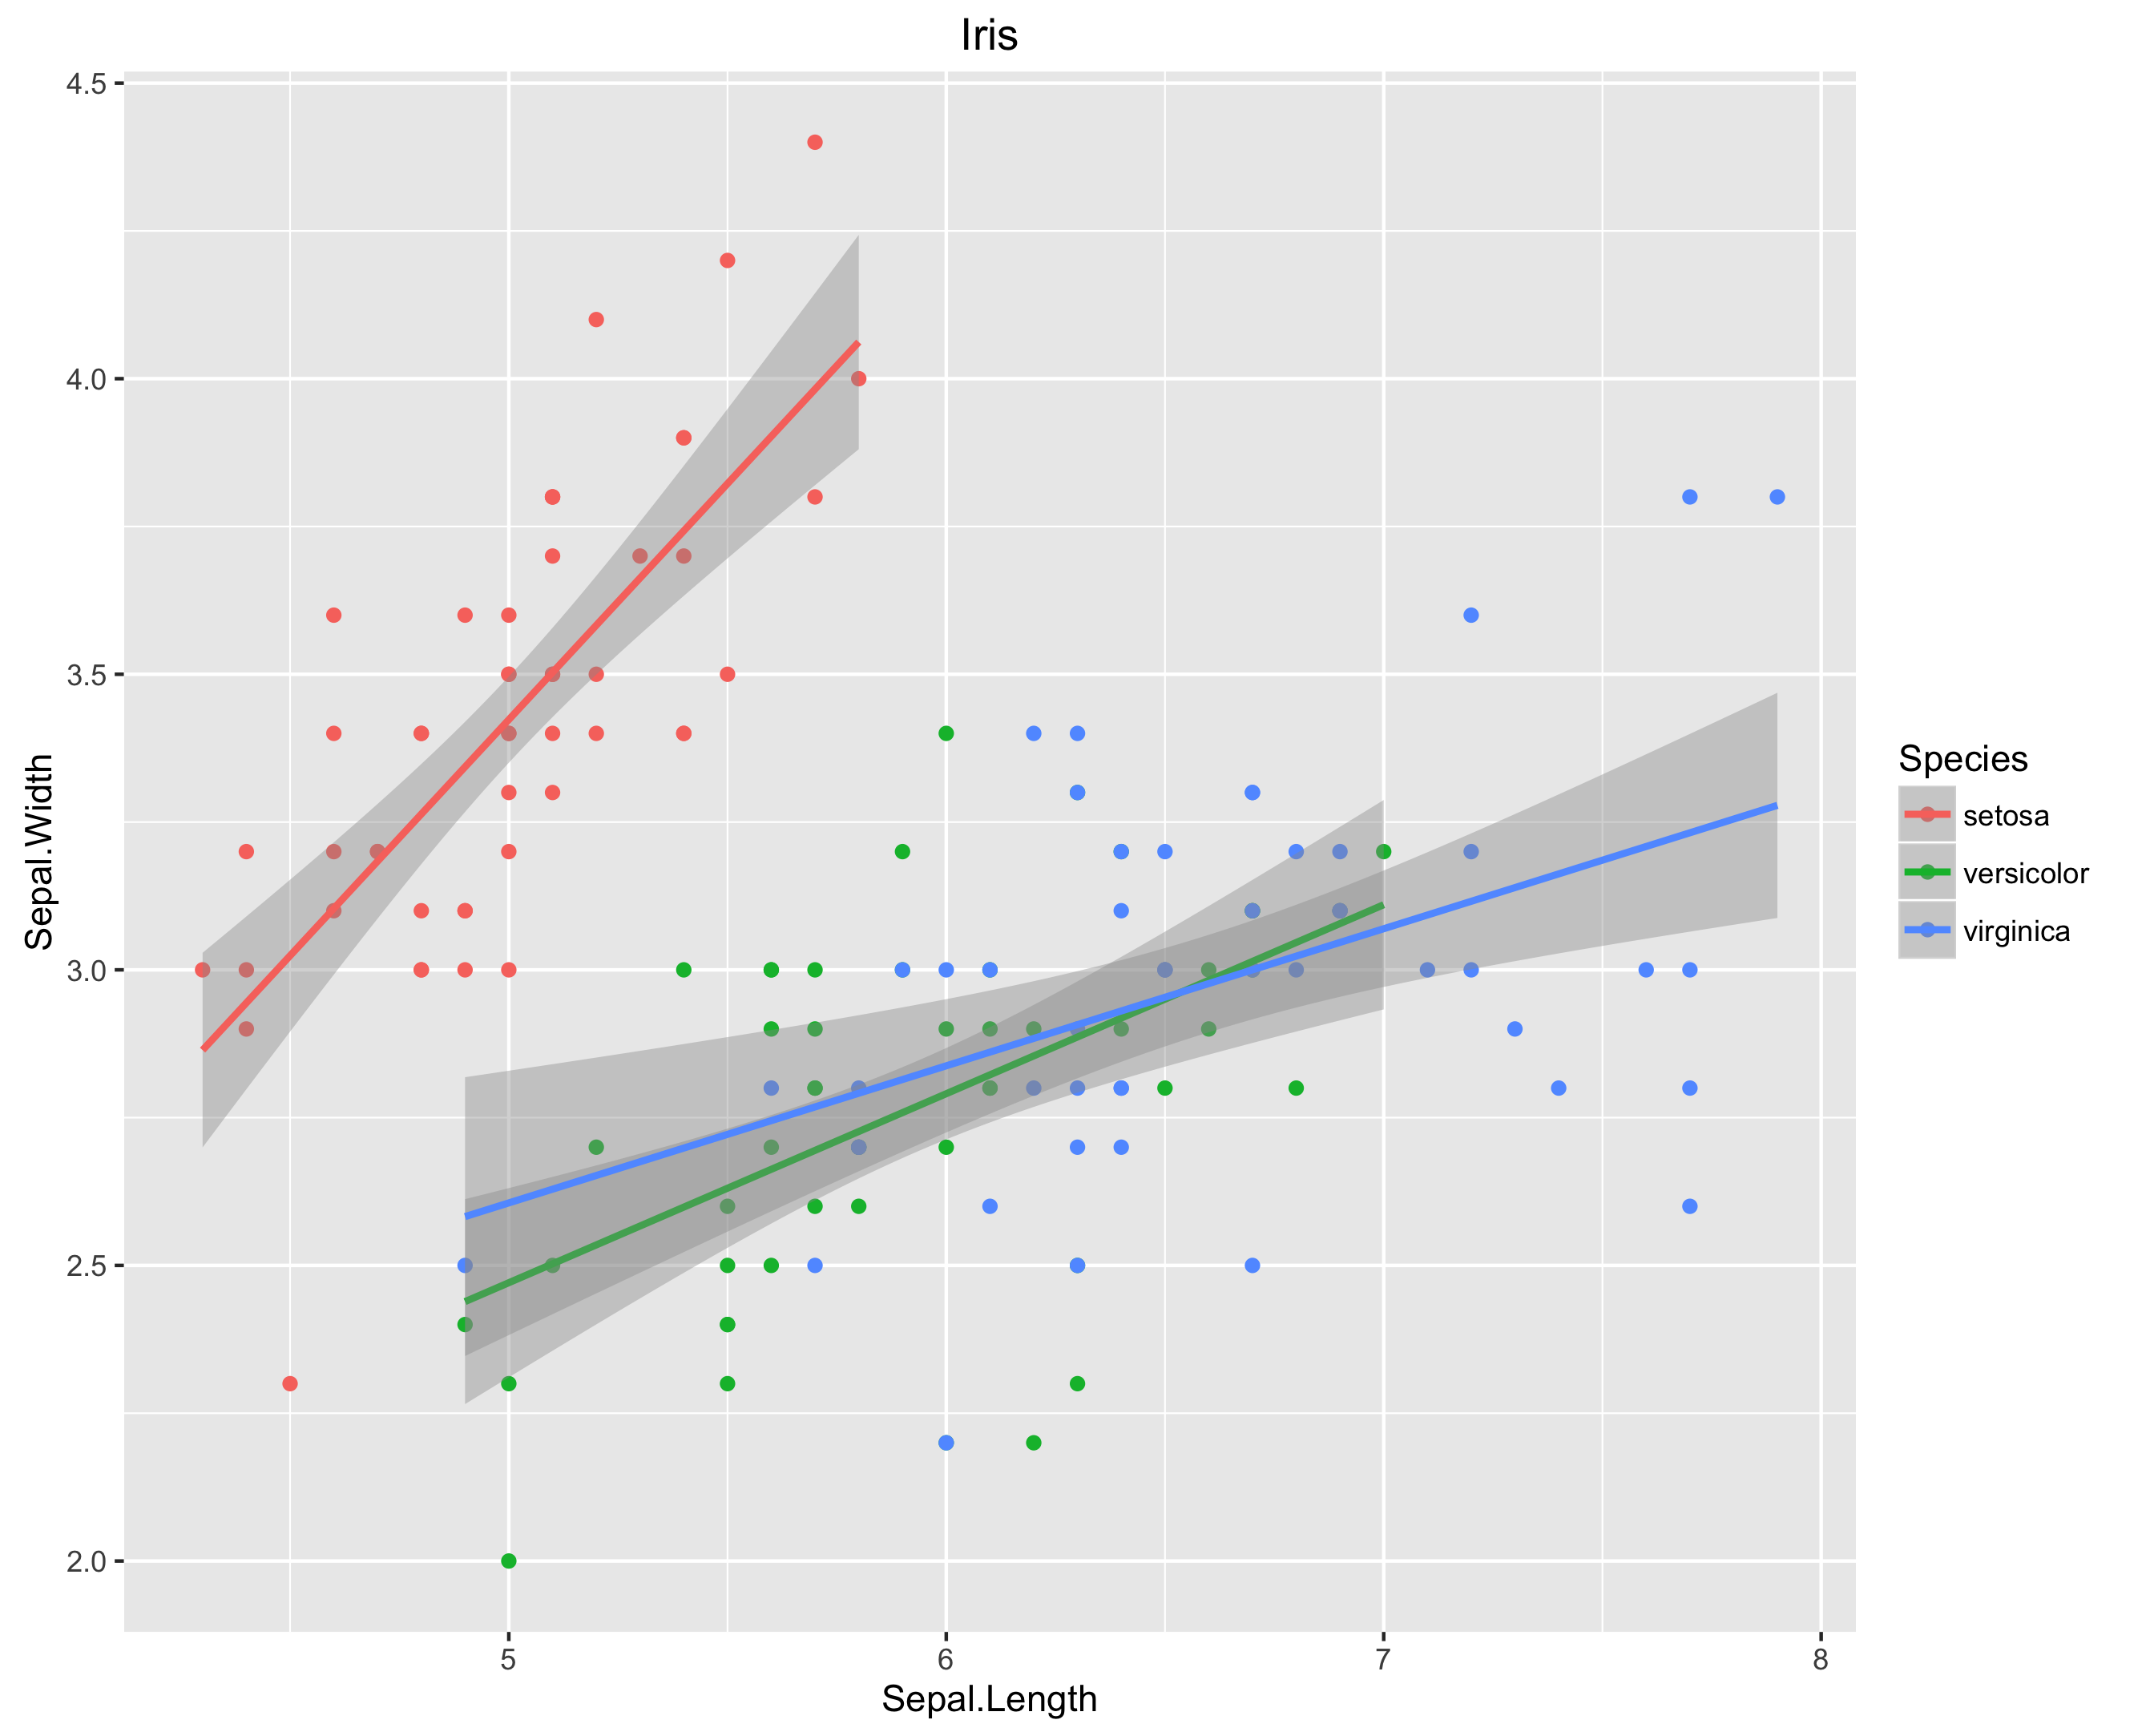 Iris
4.5
4.0
3.5
3.0
2.5
2.0
Sepal.Width
5 6 7 8
Sepal.Length
Species
setosa
versicolor
virginica